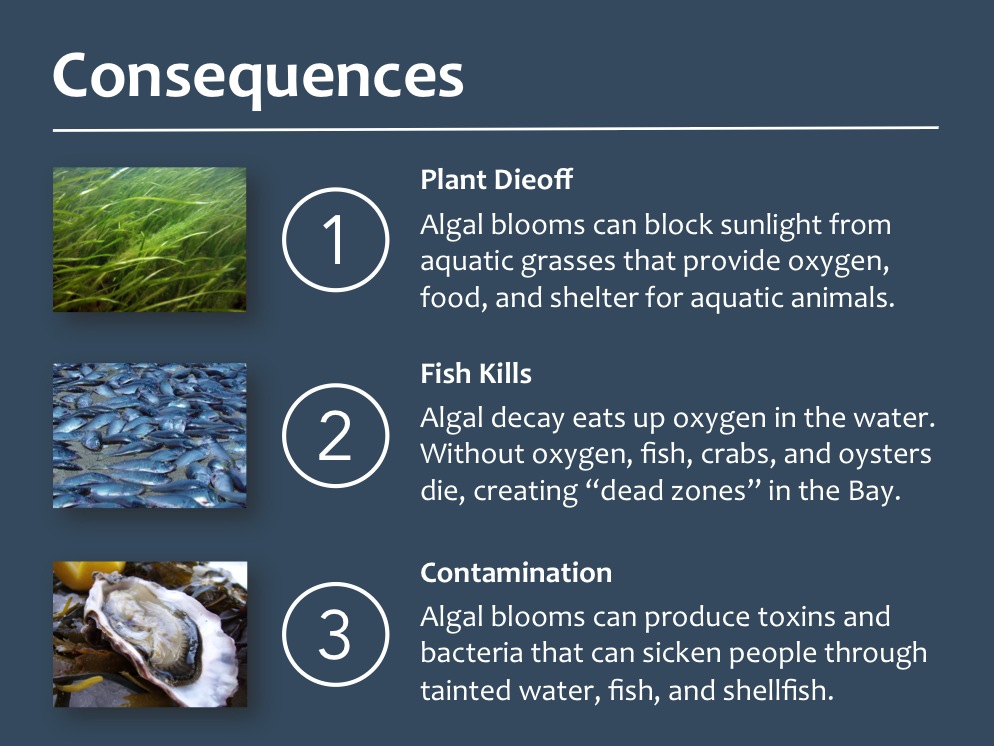 Consequences
1
Plant Dieoff
Algal blooms can block sunlight from
aquatic grasses that provide oxygen,
food, and shelter for aquatic animals.
2
Fish Kills
Algal decay eats up oxygen in the water.
Without oxygen, fish, crabs, and oysters
die, creating “dead zones” in the Bay.
3
Contamination
Algal blooms can produce toxins and
bacteria that can sicken people through
tainted water, fish, and shellfish.